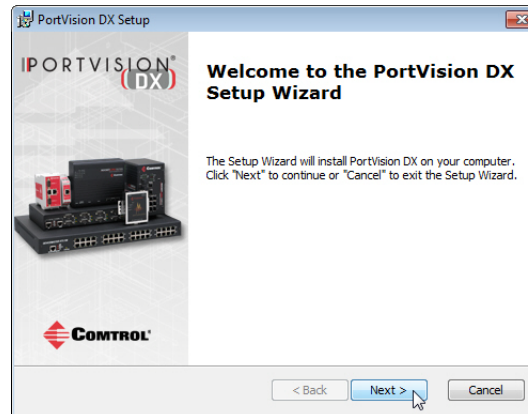 PortVision DX Setup
PORTVISION®
(DX)
Welcome to the PortVision DX
Setup Wizard
The Setup Wizard will install PortVision DX on your computer.
Click "Next" to continue or "Cancel" to exit the Setup Wizard.
COMTROL
< Back
Next >
Cancel